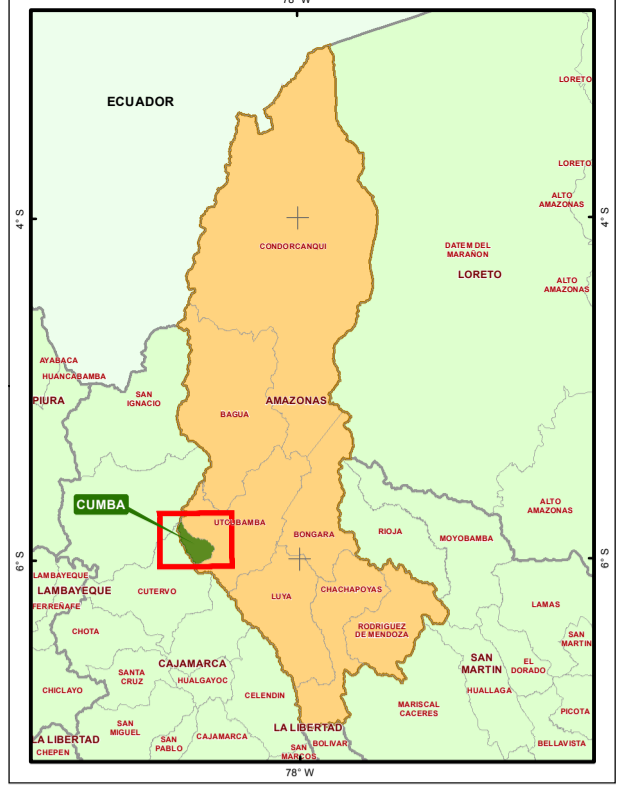 78° W
ECUADOR
LORETO
LORETO
ALTO
AMAZONAS
4° S
4° S
CONDORCANQUI
DATEM DEL
MARAÑON
LORETO
ALTO
AMAZONAS
AYABACA
HUANCABAMBA
PIURA
SAN
IGNACIO
AMAZONAS
BAGUA
CUMBA
ALTO
AMAZONAS
UTCUBAMBA
BONGARA
RIOJA
MOYOBAMBA
6° S
6° S
LAMBAYEQUE
LAMBAYEQUE
FERREÑAFE
CUTERVO
LUYA
CHACHAPOYAS
LAMAS
CHOTA
RODRIGUEZ
DE MENDOZA
SAN
MARTIN
CAJAMARCA
SAN
MARTIN
EL
DORADO
SANTA
CRUZ
HUALGAYOC
CHICLAYO
CELENDIN
HUALLAGA
MARISCAL
CACERES
PICOTA
SAN
MIGUEL
LA LIBERTAD
LA LIBERTAD
CHEPEN
SAN
PABLO
CAJAMARCA
SAN
MARCOS
BOLIVAR
BELLAVISTA
78° W